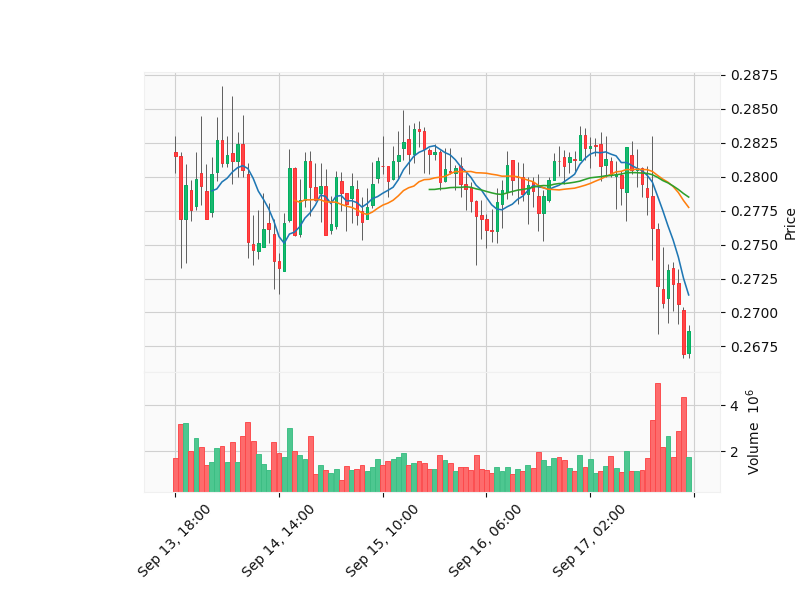 0.2875
0.2850
0.2825
0.2800
0.2775
0.2750
0.2725
0.2700
0.2675
Price
4
2
Volume 10⁶
Sep 13, 18:00
Sep 14, 14:00
Sep 15, 10:00
Sep 16, 06:00
Sep 17, 02:00